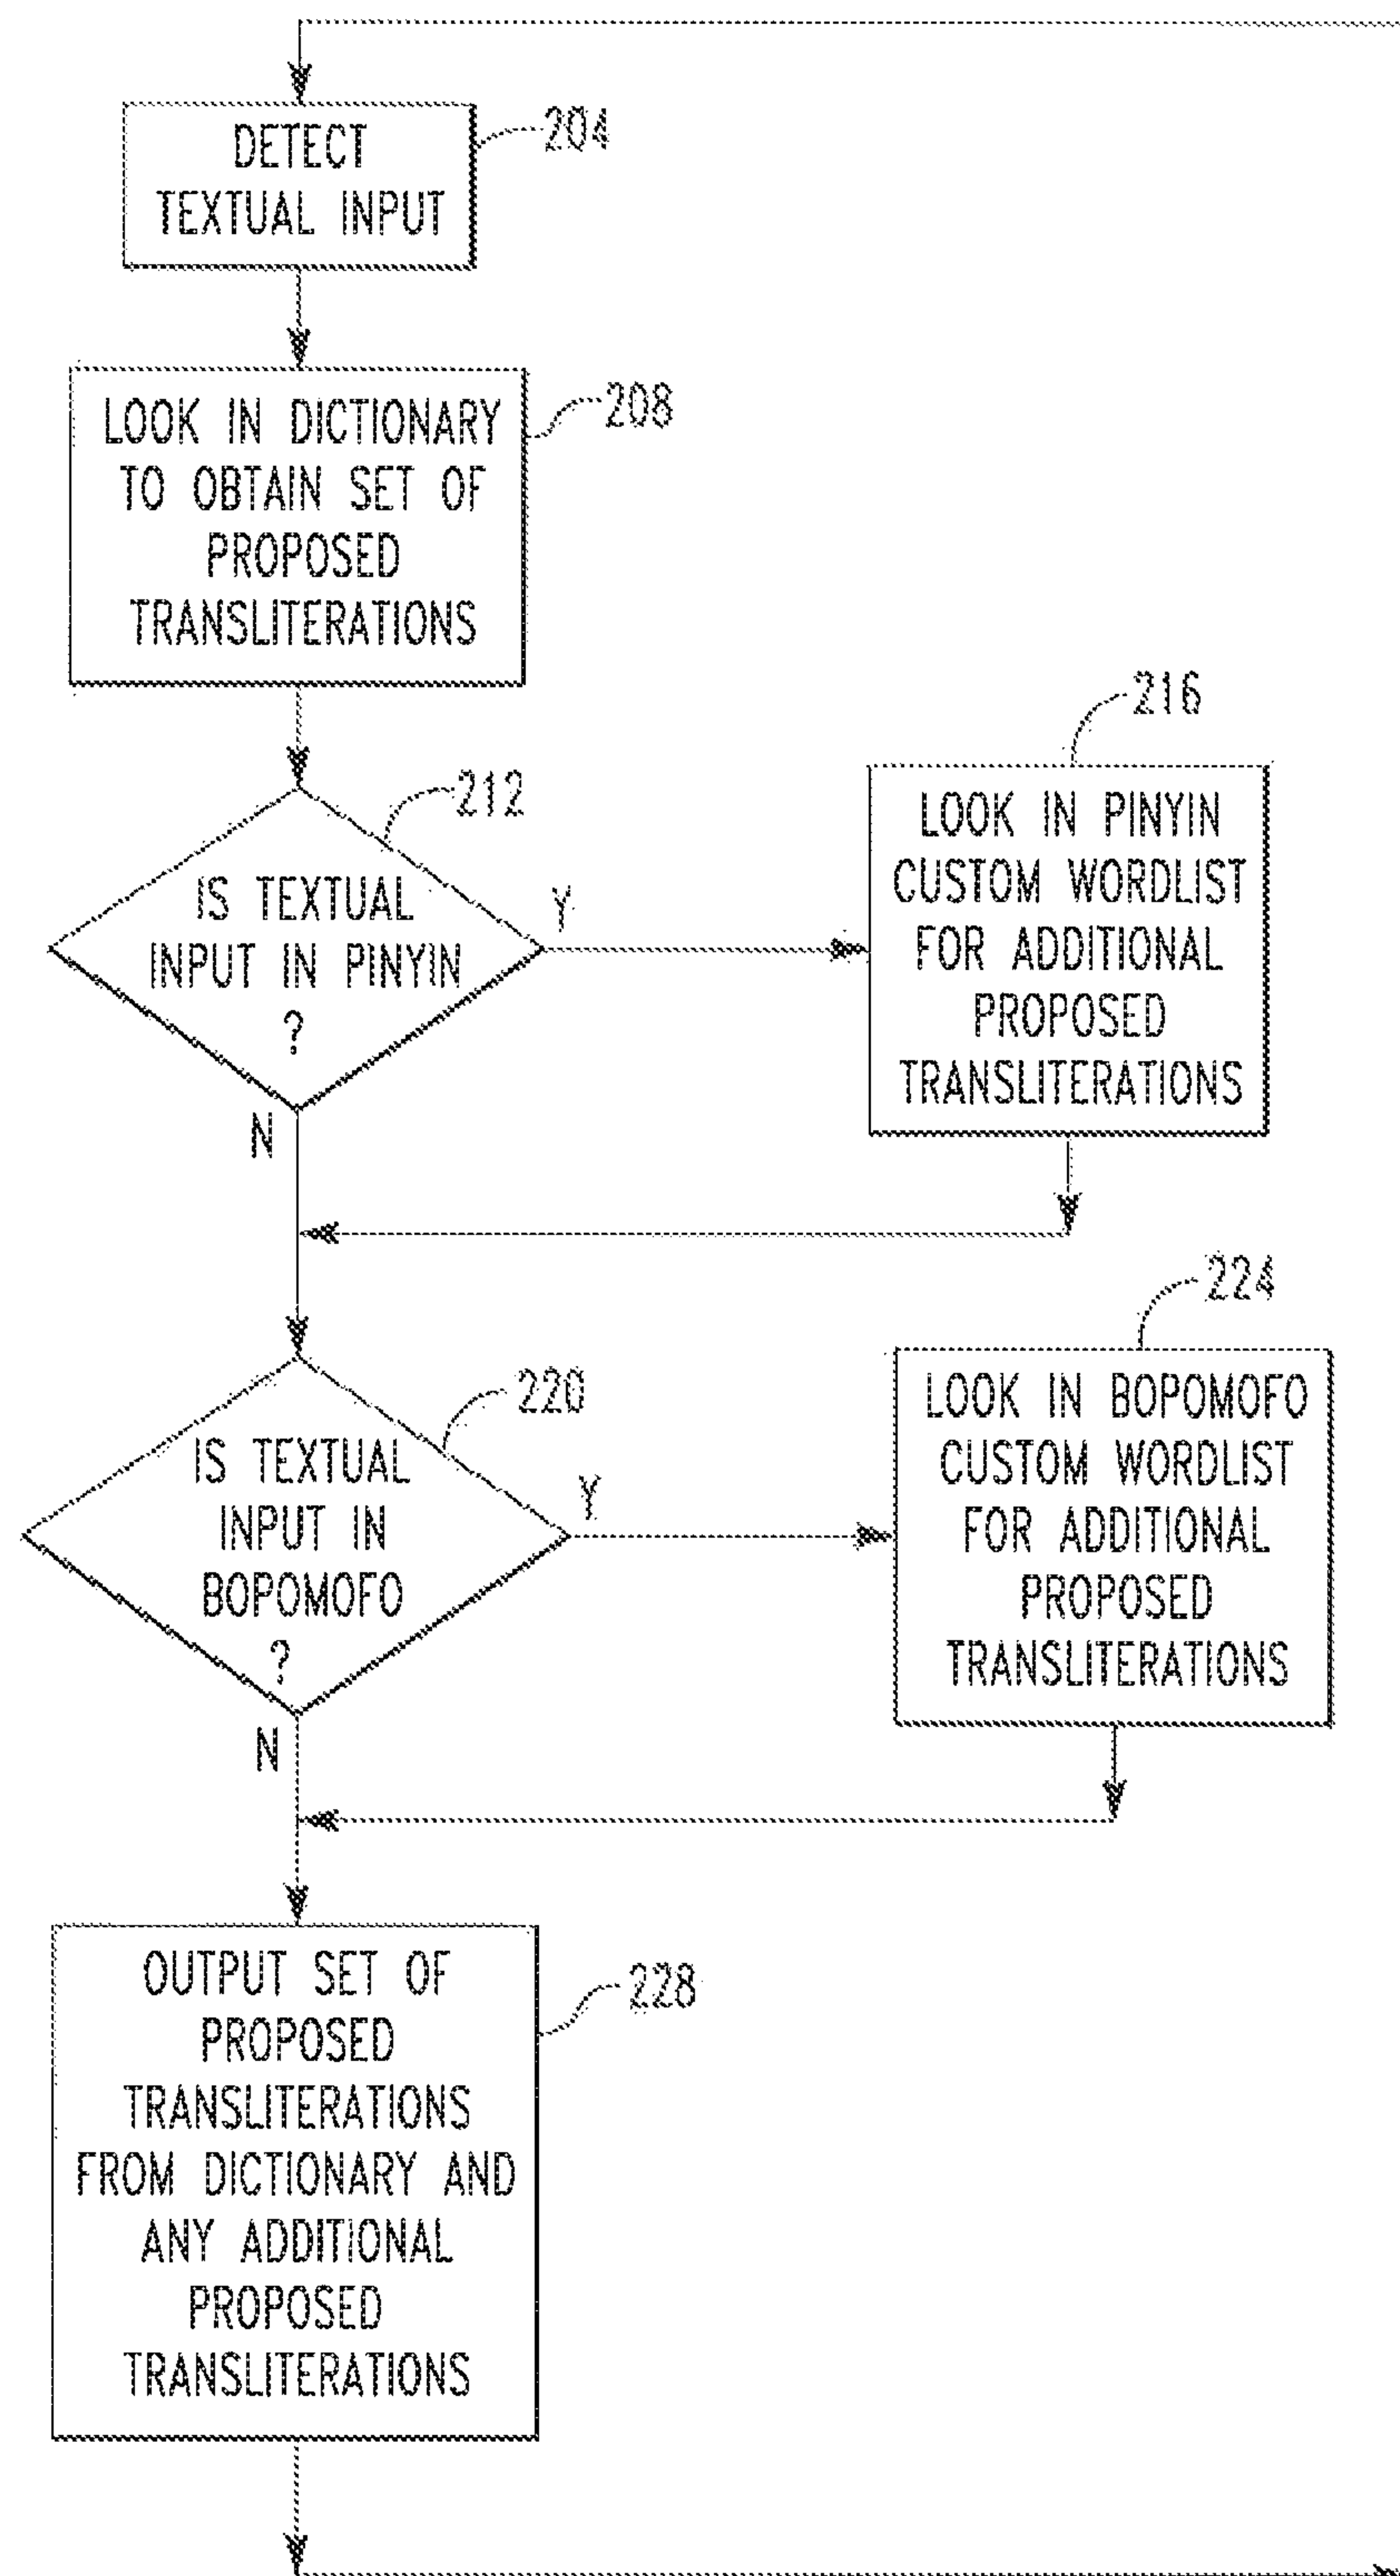 204
DETECT
TEXTUAL INPUT
208
LOOK IN DICTIONARY
TO OBTAIN SET OF
PROPOSED
TRANSLITERATIONS
212
IS TEXTUAL
INPUT IN PINYIN
?
Y
N
216
LOOK IN PINYIN
CUSTOM WORDLIST
FOR ADDITIONAL
PROPOSED
TRANSLITERATIONS
220
IS TEXTUAL
INPUT IN
BOPOMOFO
?
Y
N
224
LOOK IN BOPOMOFO
CUSTOM WORDLIST
FOR ADDITIONAL
PROPOSED
TRANSLITERATIONS
228
OUTPUT SET OF
PROPOSED
TRANSLITERATIONS
FROM DICTIONARY AND
ANY ADDITIONAL
PROPOSED
TRANSLITERATIONS